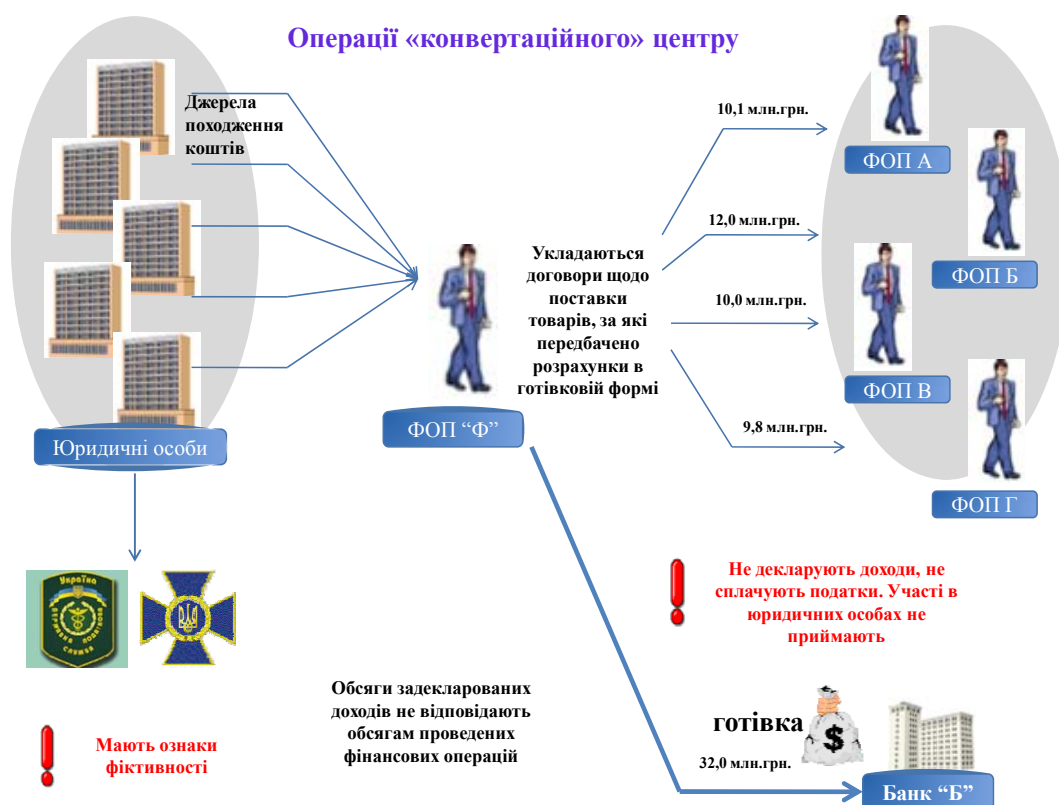 Операції «конвертаційного» центру
Джерела
походження
коштів
Юридичні особи
Україна
Мають ознаки
фіктивності
ФОП “Ф”
Укладаються
договори щодо
поставки
товарів, за які
передбачено
розрахунки в
готівковій формі
10,1 млн.грн.
12,0 млн.грн.
10,0 млн.грн.
9,8 млн.грн.
ФОП А
ФОП Б
ФОП В
ФОП Г
Не декларують доходи, не
сплачують податки. Участі в
юридичних особах не
приймають
Обсяги задекларованих
доходів не відповідають
обсягам проведених
фінансових операцій
готівка
$
32,0 млн.грн.
Банк “Б”